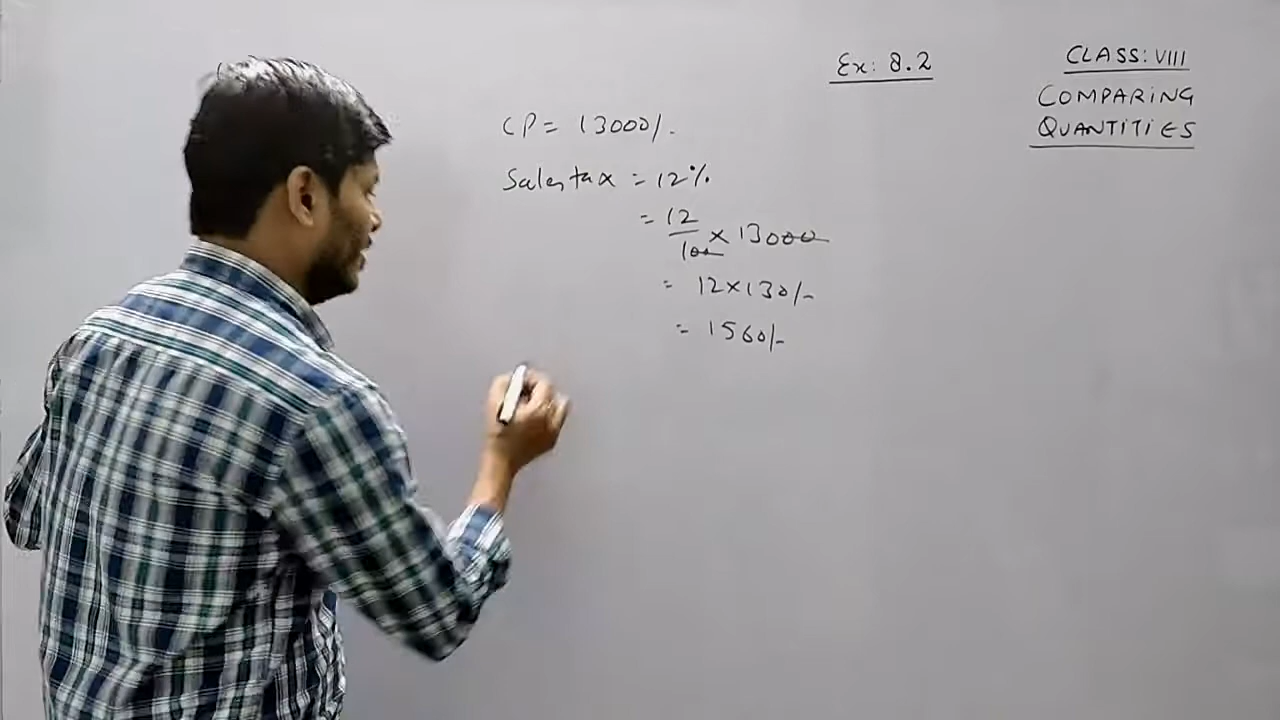 Ex: 8.2
CLASS: VIII
COMPARING
QUANTITIES
CP = 13000/.
Sales tax = 12%
= 12/100 × 13000
= 12×130/-
= 1560/-